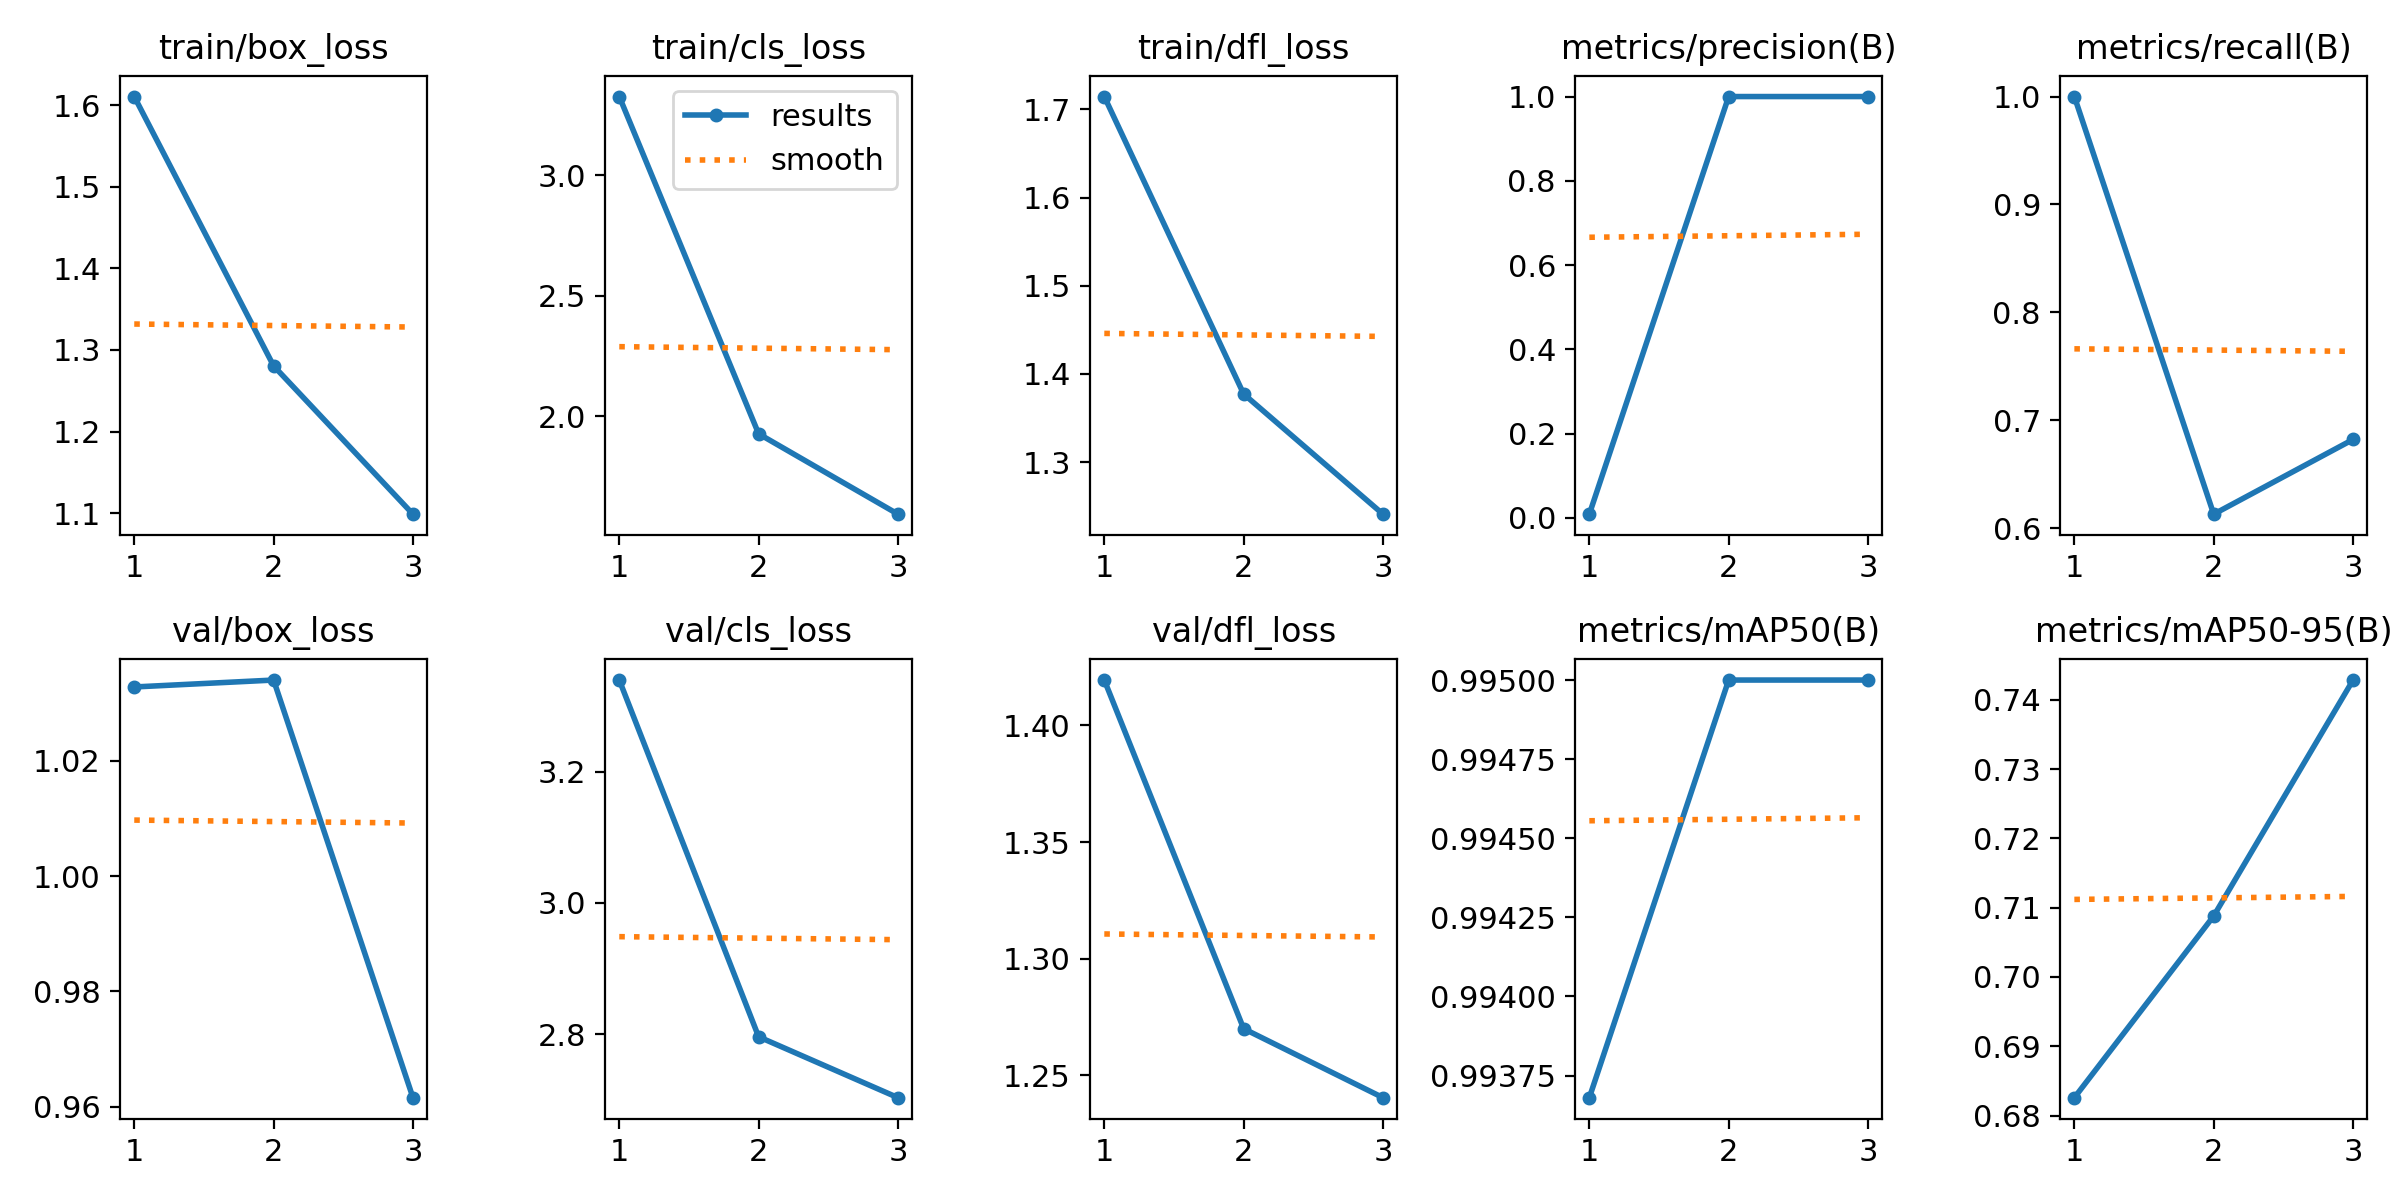 train/box_loss
1.6
1.5
1.4
1.3
1.2
1.1
1 2 3
train/cls_loss
results
smooth
3.0
2.5
2.0
1 2 3
train/dfl_loss
1.7
1.6
1.5
1.4
1.3
1 2 3
metrics/precision(B)
1.0
0.8
0.6
0.4
0.2
0.0
1 2 3
metrics/recall(B)
1.0
0.9
0.8
0.7
0.6
1 2 3
val/box_loss
1.02
1.00
0.98
0.96
1 2 3
val/cls_loss
3.2
3.0
2.8
1 2 3
val/dfl_loss
1.40
1.35
1.30
1.25
1 2 3
metrics/mAP50(B)
0.99500
0.99475
0.99450
0.99425
0.99400
0.99375
1 2 3
metrics/mAP50-95(B)
0.74
0.73
0.72
0.71
0.70
0.69
0.68
1 2 3